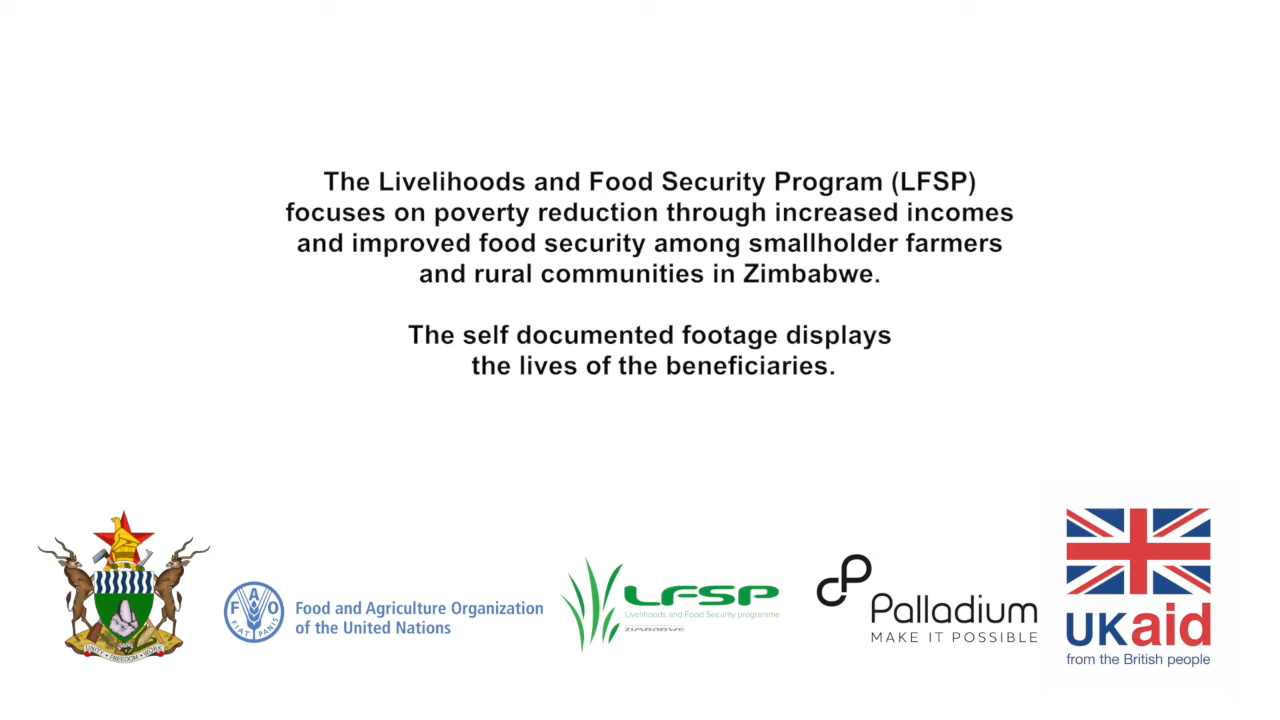 The Livelihoods and Food Security Program (LFSP)
focuses on poverty reduction through increased incomes
and improved food security among smallholder farmers
and rural communities in Zimbabwe.
The self documented footage displays
the lives of the beneficiaries.
UNITY • FREEDOM • WORK
F A O
FIAT PANIS
Food and Agriculture Organization
of the United Nations
LFSP
Livelihoods and Food Security programme
ZIMBABWE
Palladium
MAKE IT POSSIBLE
UKaid
from the British people